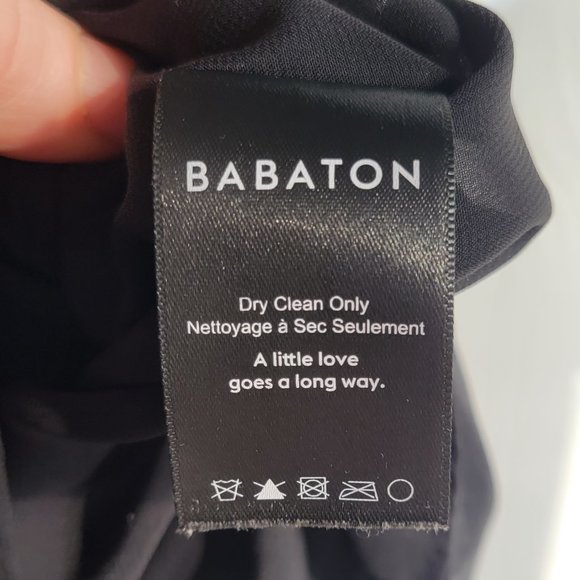 BABATON
Dry Clean Only
Nettoyage à Sec Seulement
A little love
goes a long way.